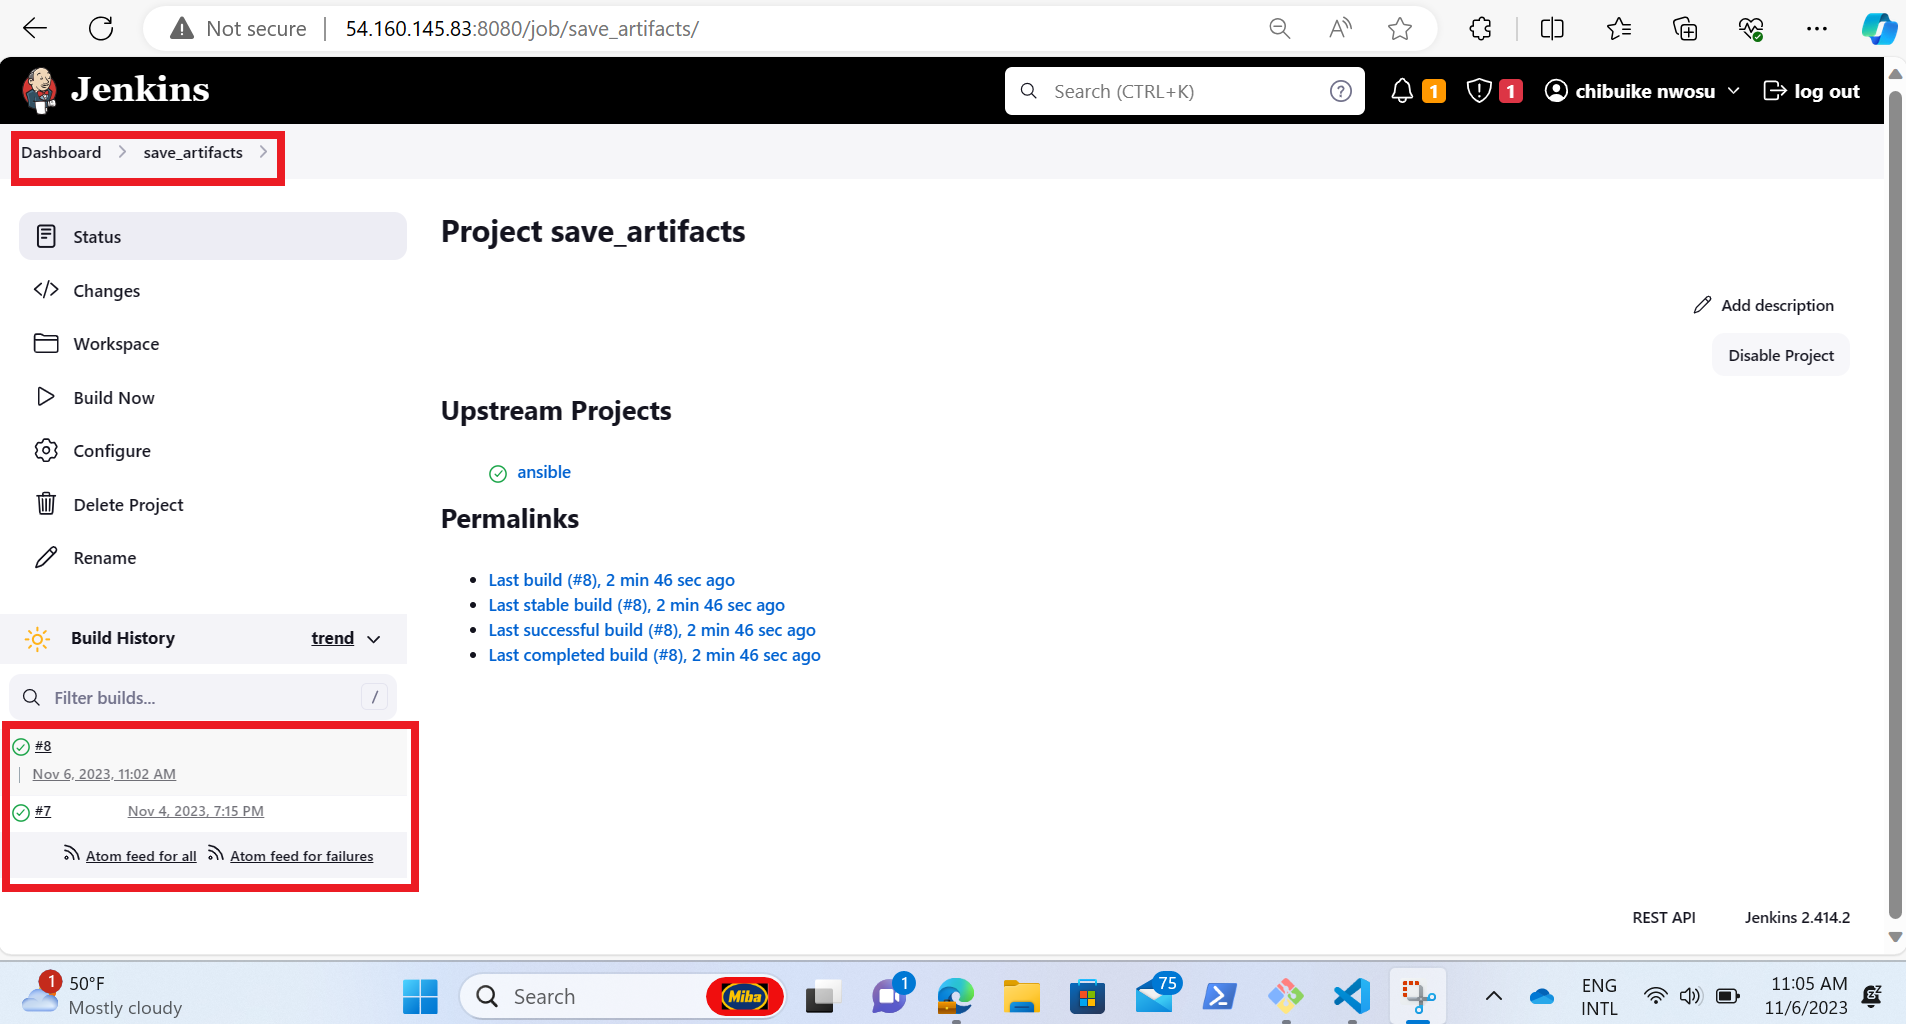 Not secure
54.160.145.83:8080/job/save_artifacts/
Jenkins
Search (CTRL+K)
1
1
chibuike nwosu
log out
Dashboard
save_artifacts
Status
Changes
Workspace
Build Now
Configure
Delete Project
Rename
Build History
trend
Filter builds...
/
#8
Nov 6, 2023, 11:02 AM
#7
Nov 4, 2023, 7:15 PM
Atom feed for all
Atom feed for failures
Project save_artifacts
Add description
Disable Project
Upstream Projects
ansible
Permalinks
Last build (#8), 2 min 46 sec ago
Last stable build (#8), 2 min 46 sec ago
Last successful build (#8), 2 min 46 sec ago
Last completed build (#8), 2 min 46 sec ago
REST API
Jenkins 2.414.2
1
50°F
Mostly cloudy
Search
Miba
1
75
ENG
INTL
11:05 AM
11/6/2023